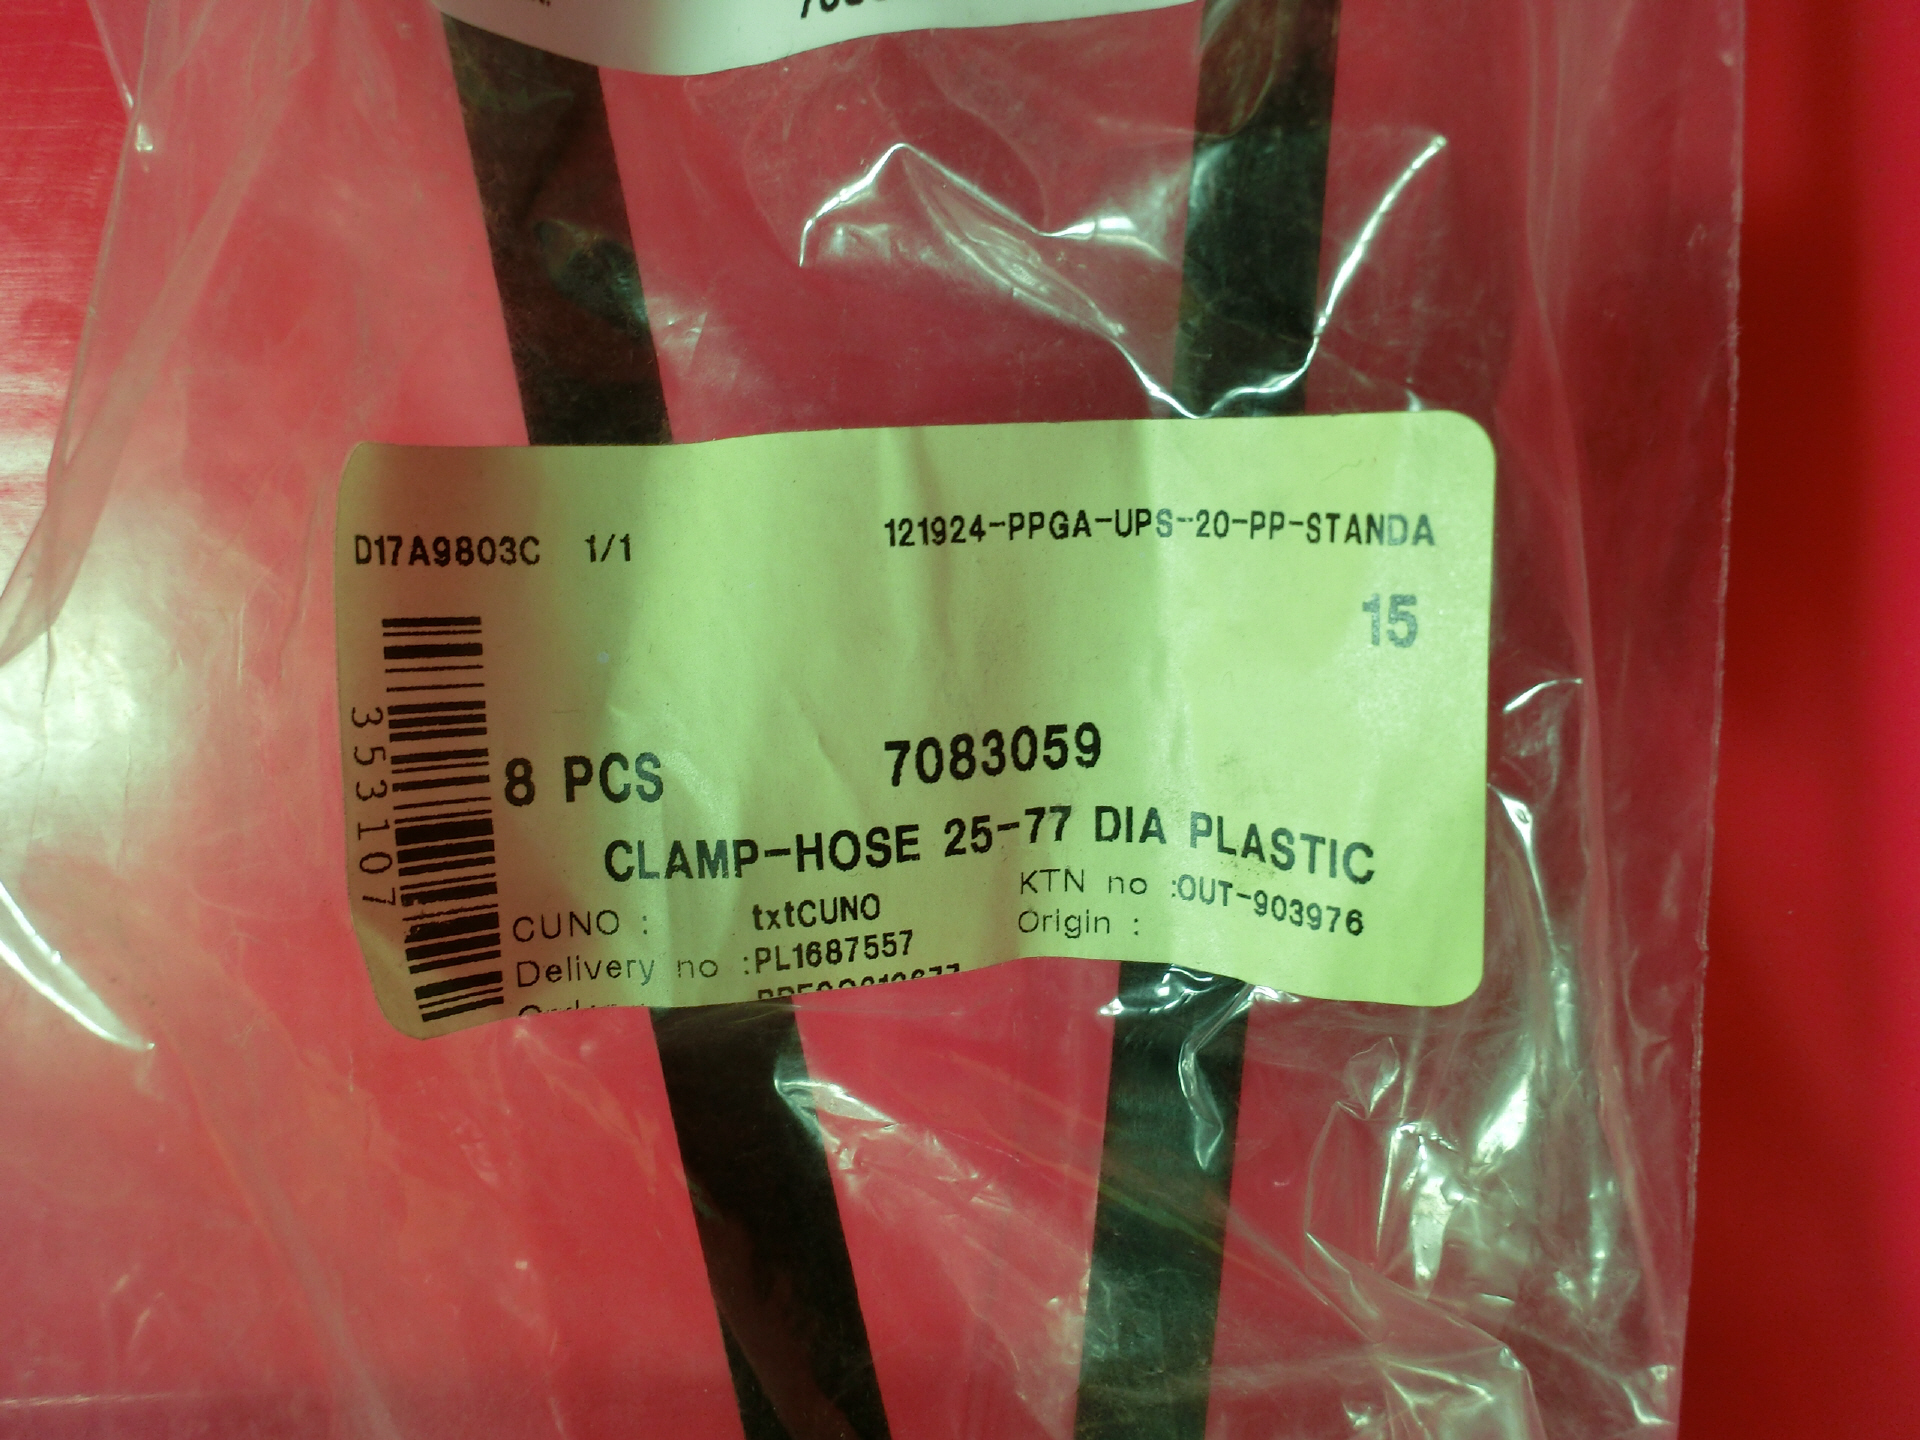 D17A9803C 1/1 121924-PPGA-UPS-20-PP-STANDA
15
353107
8 PCS 7083059
CLAMP-HOSE 25-77 DIA PLASTIC
CUNO : txtCUNO KTN no :OUT-903976
Delivery no :PL1687557 Origin :